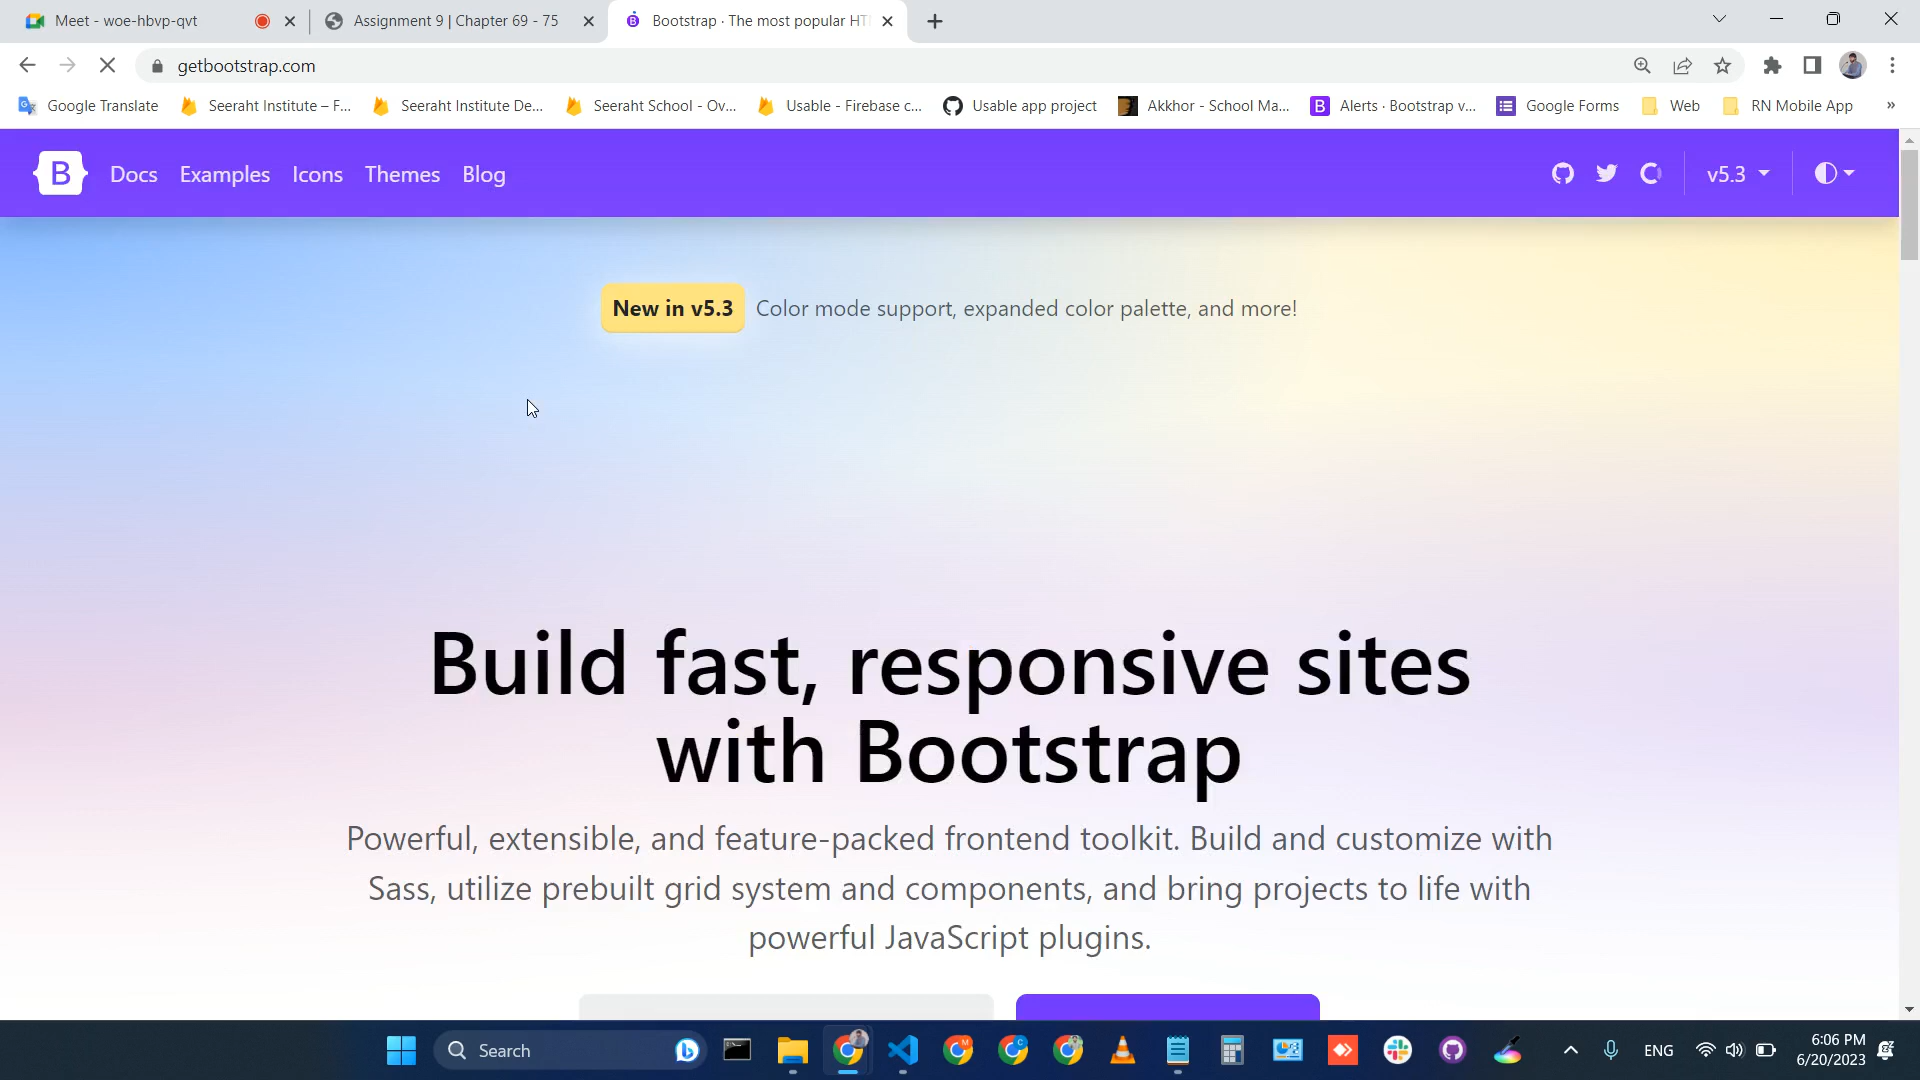 Meet - woe-hbvp-qvt
Assignment 9 | Chapter 69 - 75
Bootstrap · The most popular HT
getbootstrap.com
Google Translate
Seeraht Institute – F...
Seeraht Institute De...
Seeraht School - Ov...
Usable - Firebase c...
Usable app project
Akkhor - School Ma...
B
Alerts · Bootstrap v...
Google Forms
Web
RN Mobile App
»
B
Docs
Examples
Icons
Themes
Blog
v5.3
New in v5.3
Color mode support, expanded color palette, and more!
Build fast, responsive sites
with Bootstrap
Powerful, extensible, and feature-packed frontend toolkit. Build and customize with
Sass, utilize prebuilt grid system and components, and bring projects to life with
powerful JavaScript plugins.
Search
ENG
6:06 PM
6/20/2023